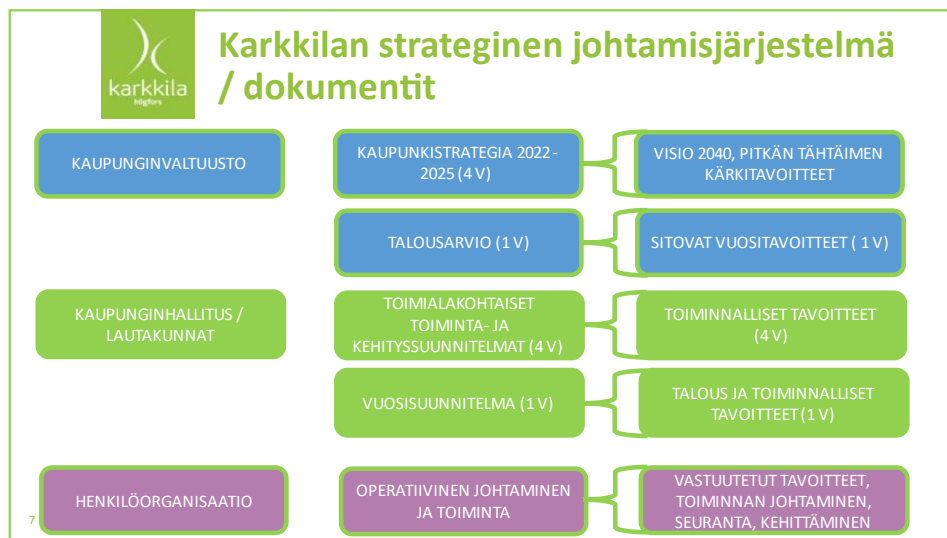 karkkila
högfors
Karkkilan strateginen johtamisjärjestelmä
/ dokumentit
KAUPUNGINVALTUUSTO
KAUPUNKISTRATEGIA 2022-
2025 (4 V)
VISIO 2040, PITKÄN TÄHTÄIMEN
KÄRKITAVOITTEET
TALOUSARVIO (1 V)
SITOVAT VUOSITAVOITTEET ( 1 V)
KAUPUNGINHALLITUS /
LAUTAKUNNAT
TOIMIALAKOHTAISET
TOIMINTA- JA
KEHITYSSUUNNITELMAT (4 V)
TOIMINNALLISET TAVOITTEET
(4 V)
VUOSISUUNNITELMA (1 V)
TALOUS JA TOIMINNALLISET
TAVOITTEET (1 V)
HENKILÖORGANISAATIO
OPERATIIVINEN JOHTAMINEN
JA TOIMINTA
VASTUUTETUT TAVOITTEET,
TOIMINNAN JOHTAMINEN,
SEURANTA, KEHITTÄMINEN
7